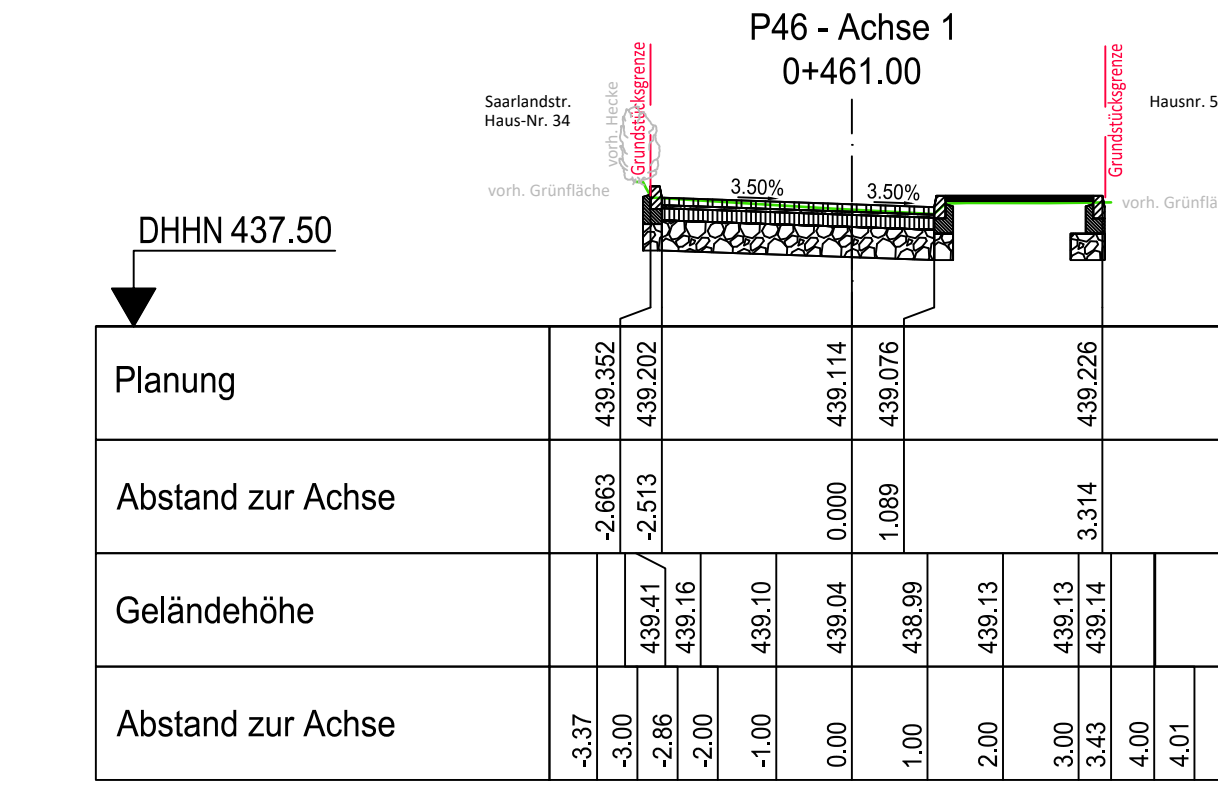 P46 - Achse 1
0+461.00
Saarlandstr.
Haus-Nr. 34
vorh. Hecke
Grundstücksgrenze
Grundstücksgrenze
Hausnr. 5
vorh. Grünfläche
3.50%
3.50%
vorh. Grünflä
DHHN 437.50
Planung
439.352
439.202
439.114
439.076
439.226
Abstand zur Achse
-2.663
-2.513
0.000
1.089
3.314
Geländehöhe
439.41
439.16
439.10
439.04
438.99
439.13
439.13
439.14
Abstand zur Achse
-3.37
-3.00
-2.86
-2.00
-1.00
0.00
1.00
2.00
3.00
3.43
4.00
4.01